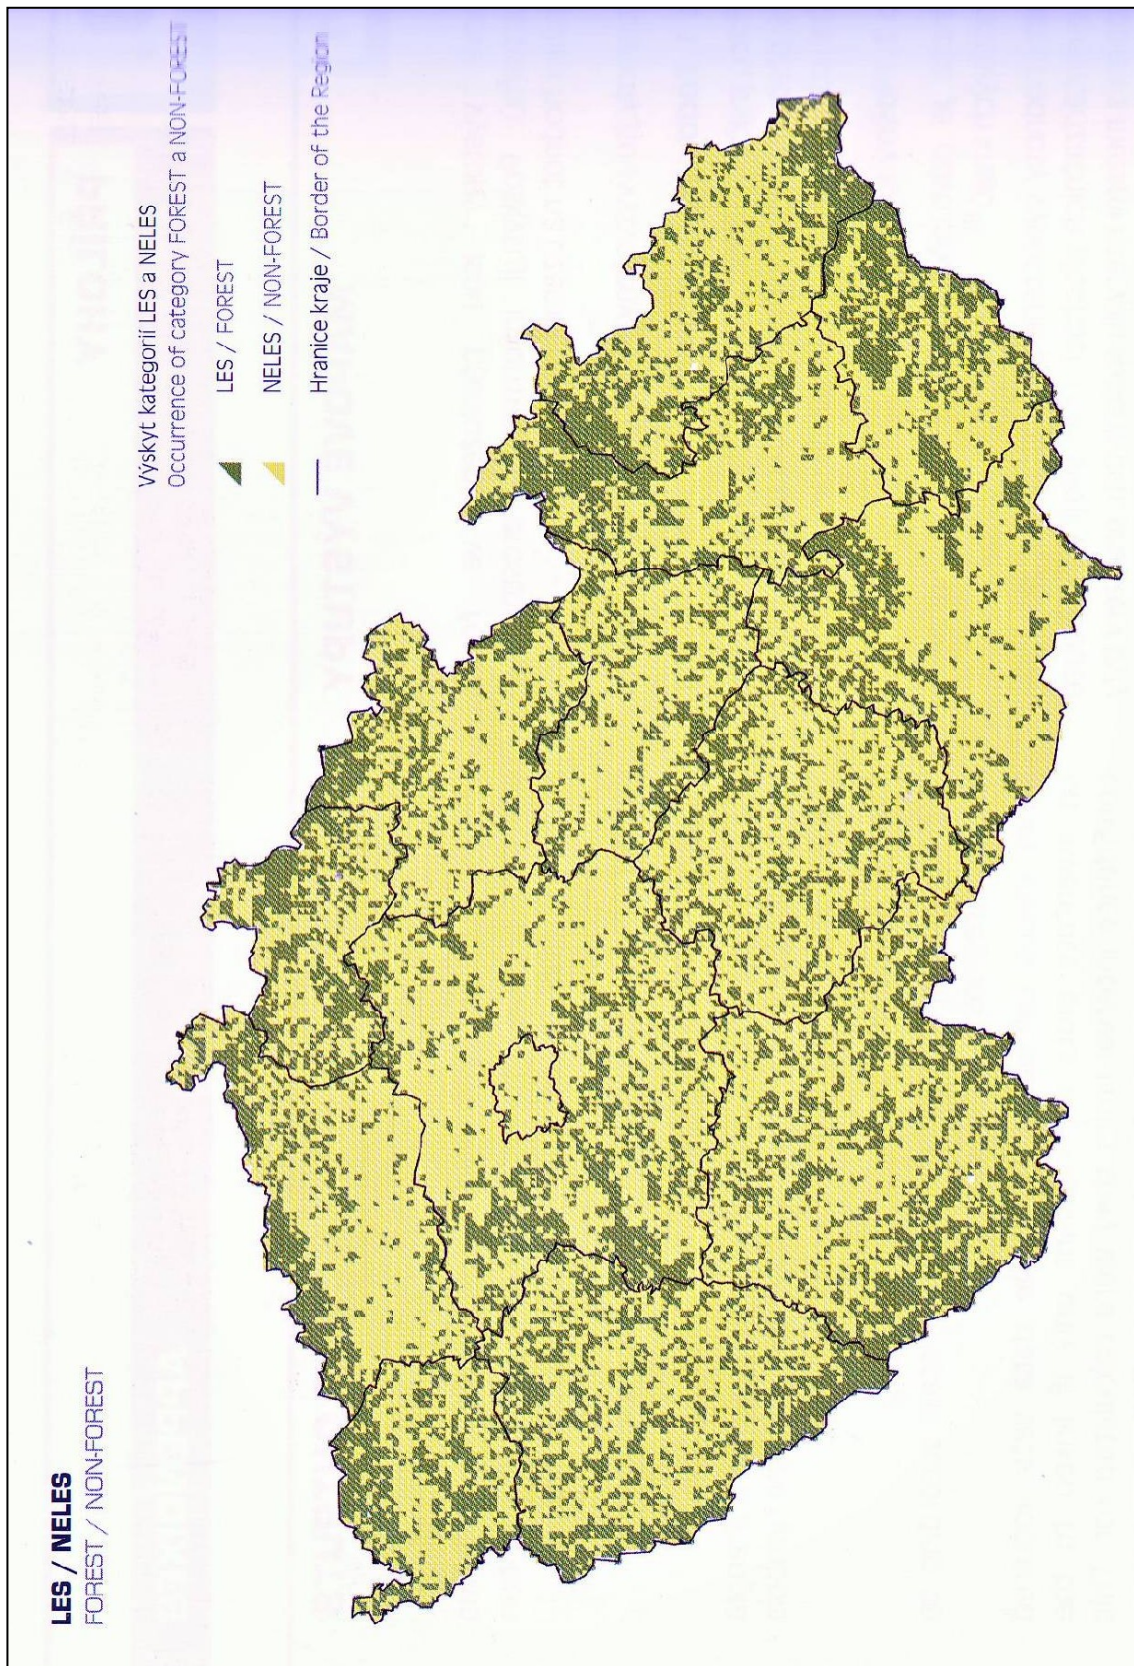 LES / NELES
FOREST / NON-FOREST
Výskyt kategorií LES a NELES
Occurrence of category FOREST a NON-FOREST
LES / FOREST
NELES / NON-FOREST
Hranice kraje / Border of the Region